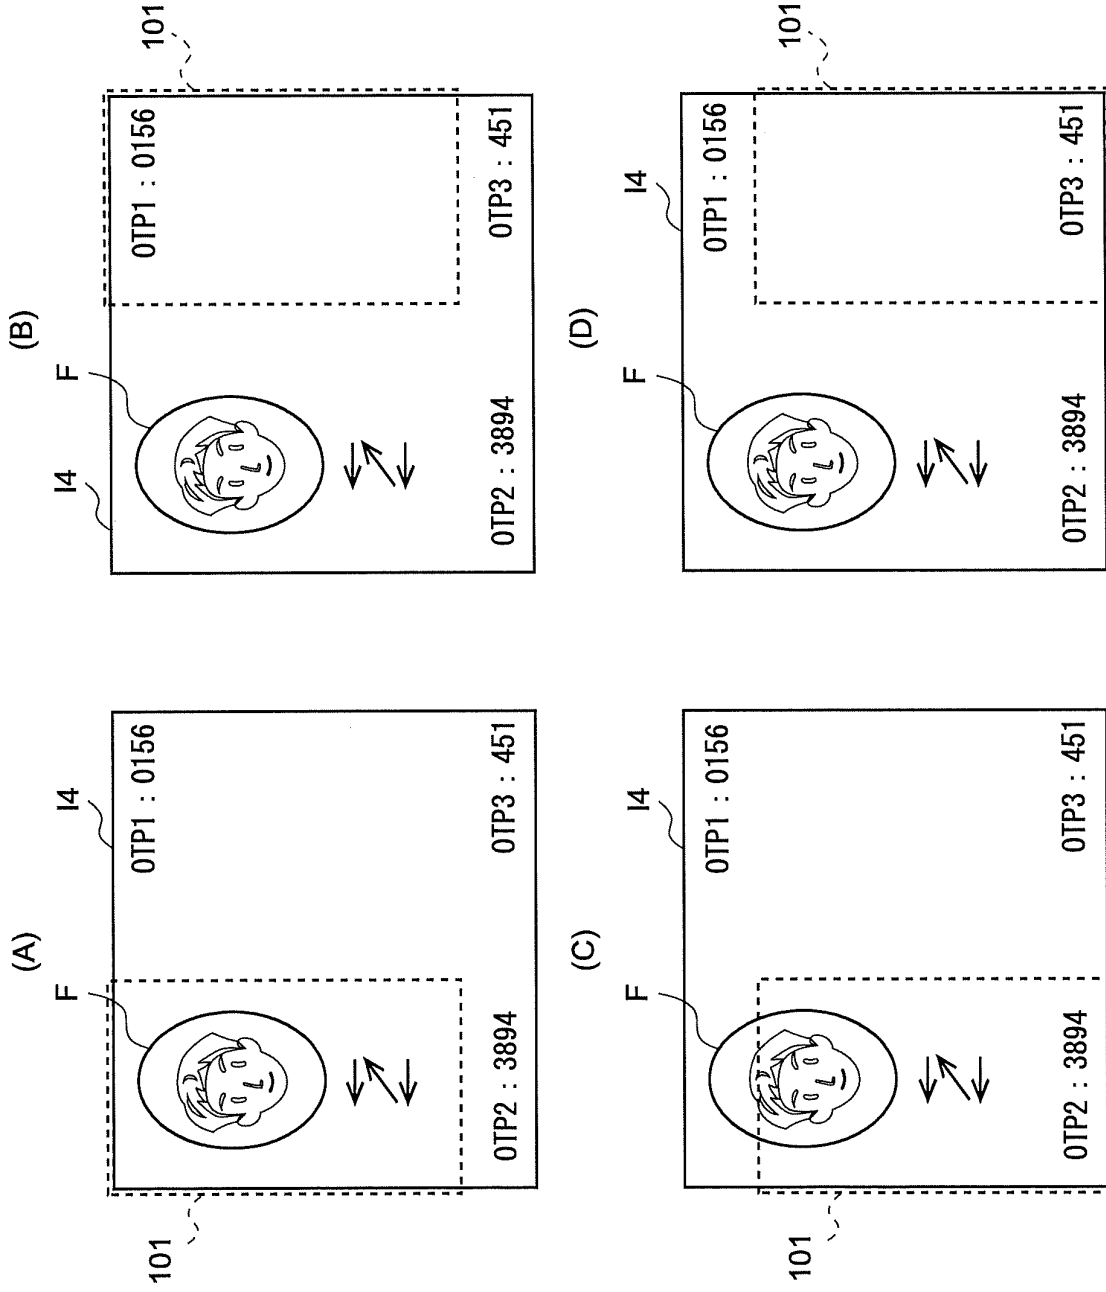 (A)
F
I4
101
OTP1 : 0156
OTP2 : 3894
OTP3 : 451
(B)
I4
F
101
OTP1 : 0156
OTP2 : 3894
OTP3 : 451
(C)
F
I4
101
OTP1 : 0156
OTP2 : 3894
OTP3 : 451
(D)
F
I4
101
OTP1 : 0156
OTP2 : 3894
OTP3 : 451